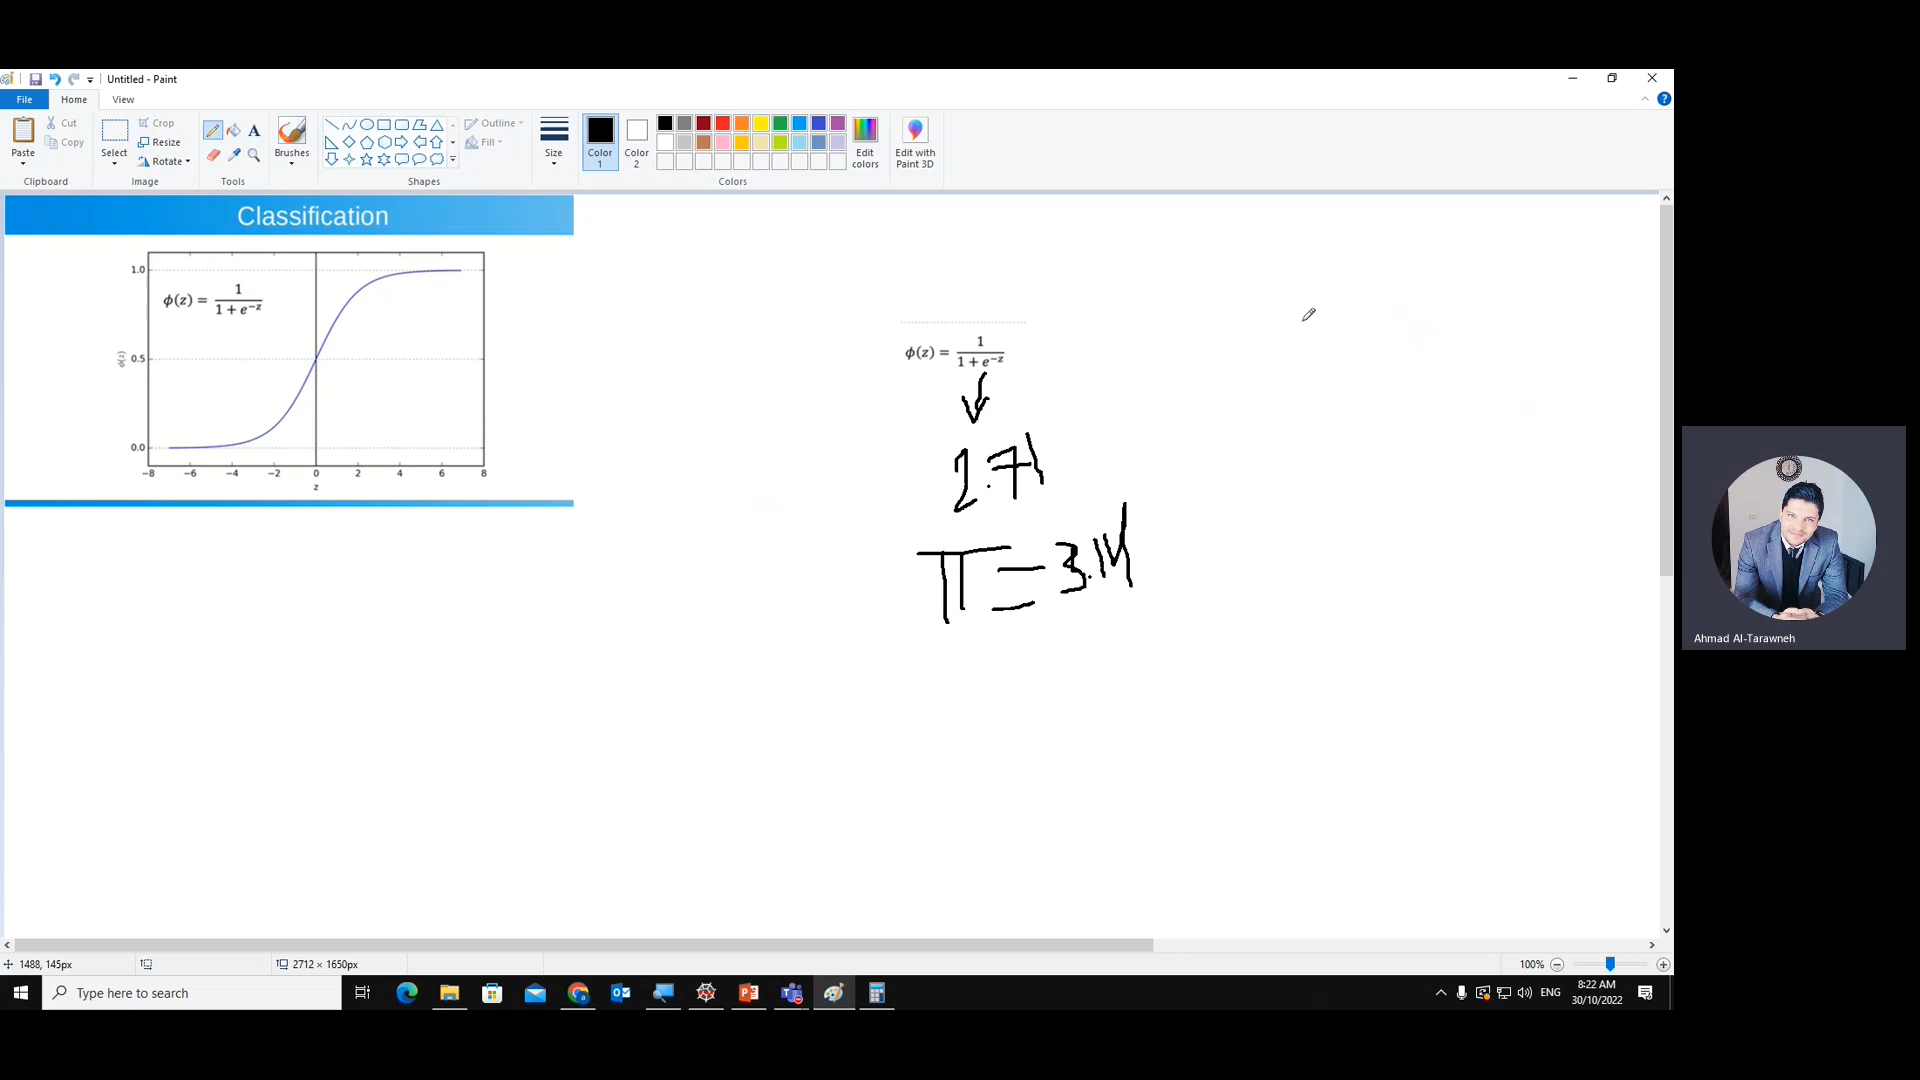 Untitled - Paint
File
Home
View
Paste
Cut
Copy
Clipboard
Select
Crop
Resize
Rotate
Image
Tools
Brushes
Shapes
Outline
Fill
Size
Color
1
Color
2
Colors
Edit
colors
Edit with
Paint 3D
Classification
1.0
0.5
0.0
ϕ(z)
ϕ(z) = 1 / (1 + e^−z)
−8 −6 −4 −2 0 2 4 6 8
z
ϕ(z) = 1 / (1 + e^−z)
2.71
π = 3.14
Ahmad Al-Tarawneh
1488, 145px
2712 × 1650px
100%
Type here to search
ENG
8:22 AM
30/10/2022